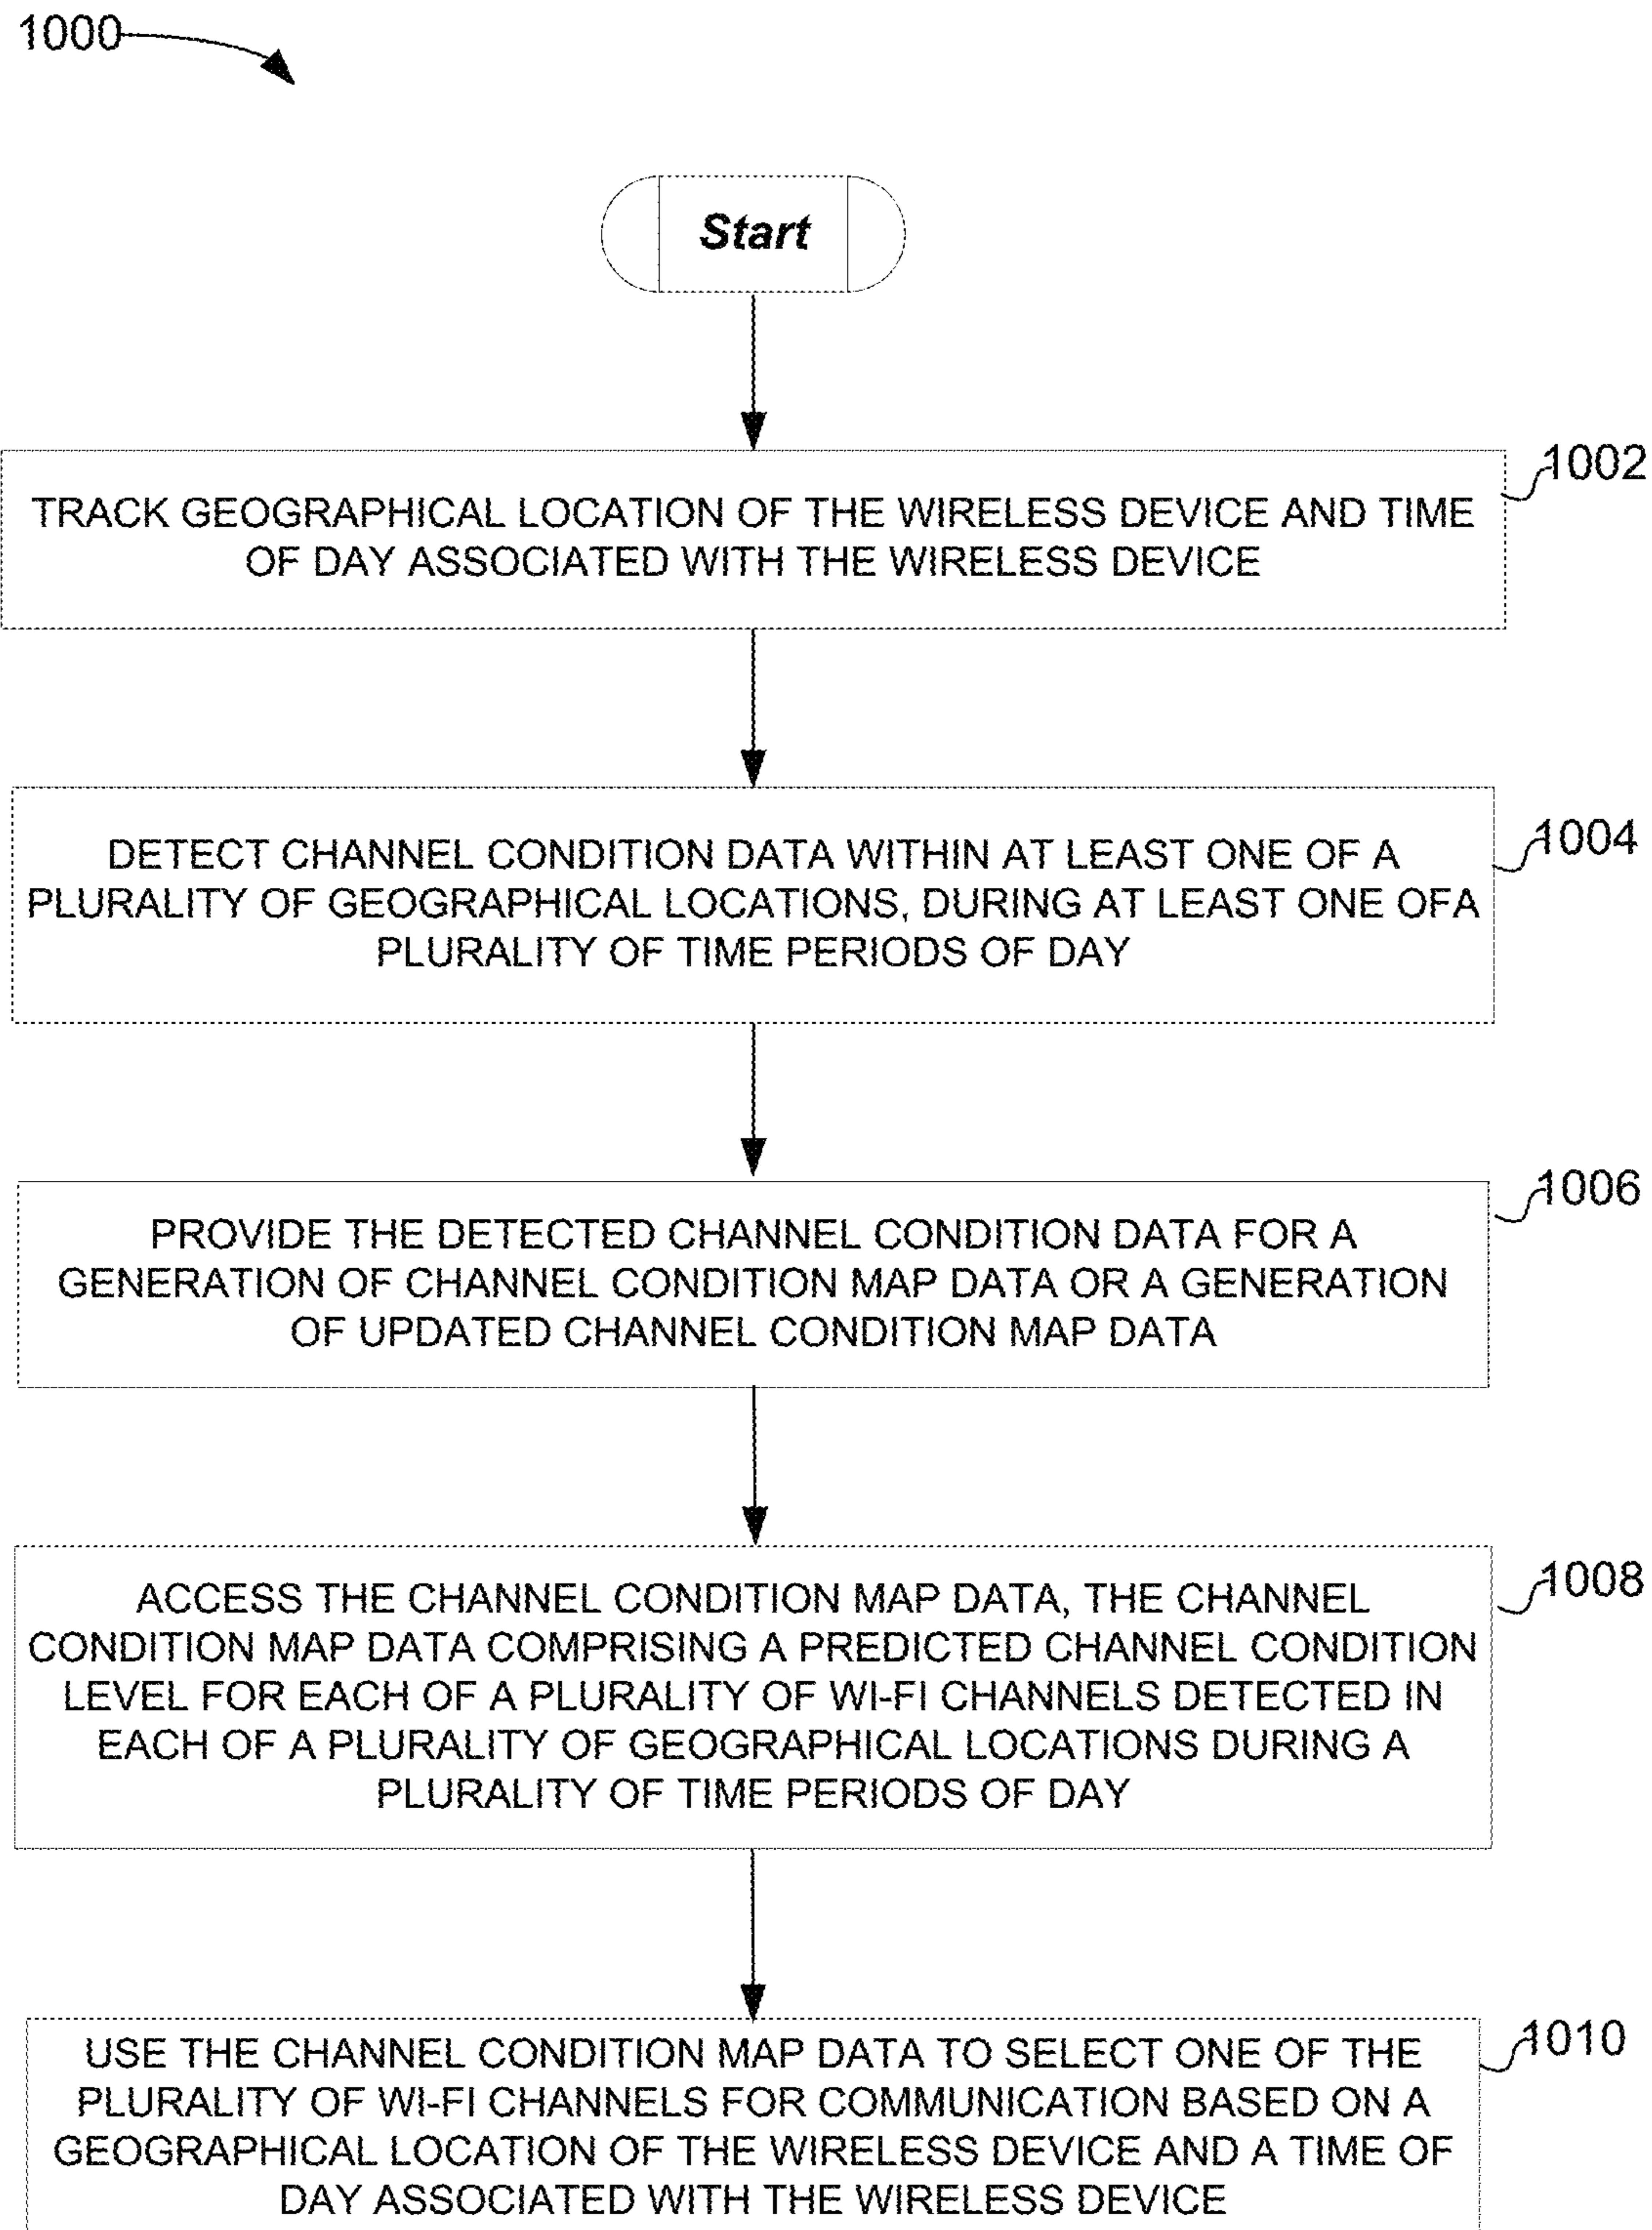 1000
Start
1002
TRACK GEOGRAPHICAL LOCATION OF THE WIRELESS DEVICE AND TIME
OF DAY ASSOCIATED WITH THE WIRELESS DEVICE
1004
DETECT CHANNEL CONDITION DATA WITHIN AT LEAST ONE OF A
PLURALITY OF GEOGRAPHICAL LOCATIONS, DURING AT LEAST ONE OFA
PLURALITY OF TIME PERIODS OF DAY
1006
PROVIDE THE DETECTED CHANNEL CONDITION DATA FOR A
GENERATION OF CHANNEL CONDITION MAP DATA OR A GENERATION
OF UPDATED CHANNEL CONDITION MAP DATA
1008
ACCESS THE CHANNEL CONDITION MAP DATA, THE CHANNEL
CONDITION MAP DATA COMPRISING A PREDICTED CHANNEL CONDITION
LEVEL FOR EACH OF A PLURALITY OF WI-FI CHANNELS DETECTED IN
EACH OF A PLURALITY OF GEOGRAPHICAL LOCATIONS DURING A
PLURALITY OF TIME PERIODS OF DAY
1010
USE THE CHANNEL CONDITION MAP DATA TO SELECT ONE OF THE
PLURALITY OF WI-FI CHANNELS FOR COMMUNICATION BASED ON A
GEOGRAPHICAL LOCATION OF THE WIRELESS DEVICE AND A TIME OF
DAY ASSOCIATED WITH THE WIRELESS DEVICE